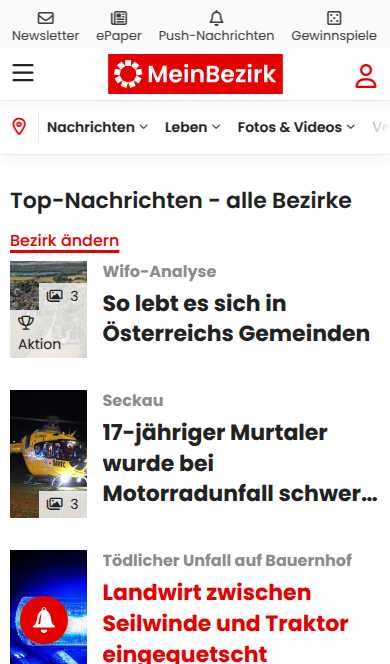 Newsletter ePaper Push-Nachrichten Gewinnspiele
MeinBezirk
Nachrichten Leben Fotos & Videos
Top-Nachrichten - alle Bezirke
Bezirk ändern
Wifo-Analyse
3
Aktion
So lebt es sich in
Österreichs Gemeinden
Seckau
17-jähriger Murtaler
wurde bei
Motorradunfall schwer...
3
Tödlicher Unfall auf Bauernhof
Landwirt zwischen
Seilwinde und Traktor
eingequetscht